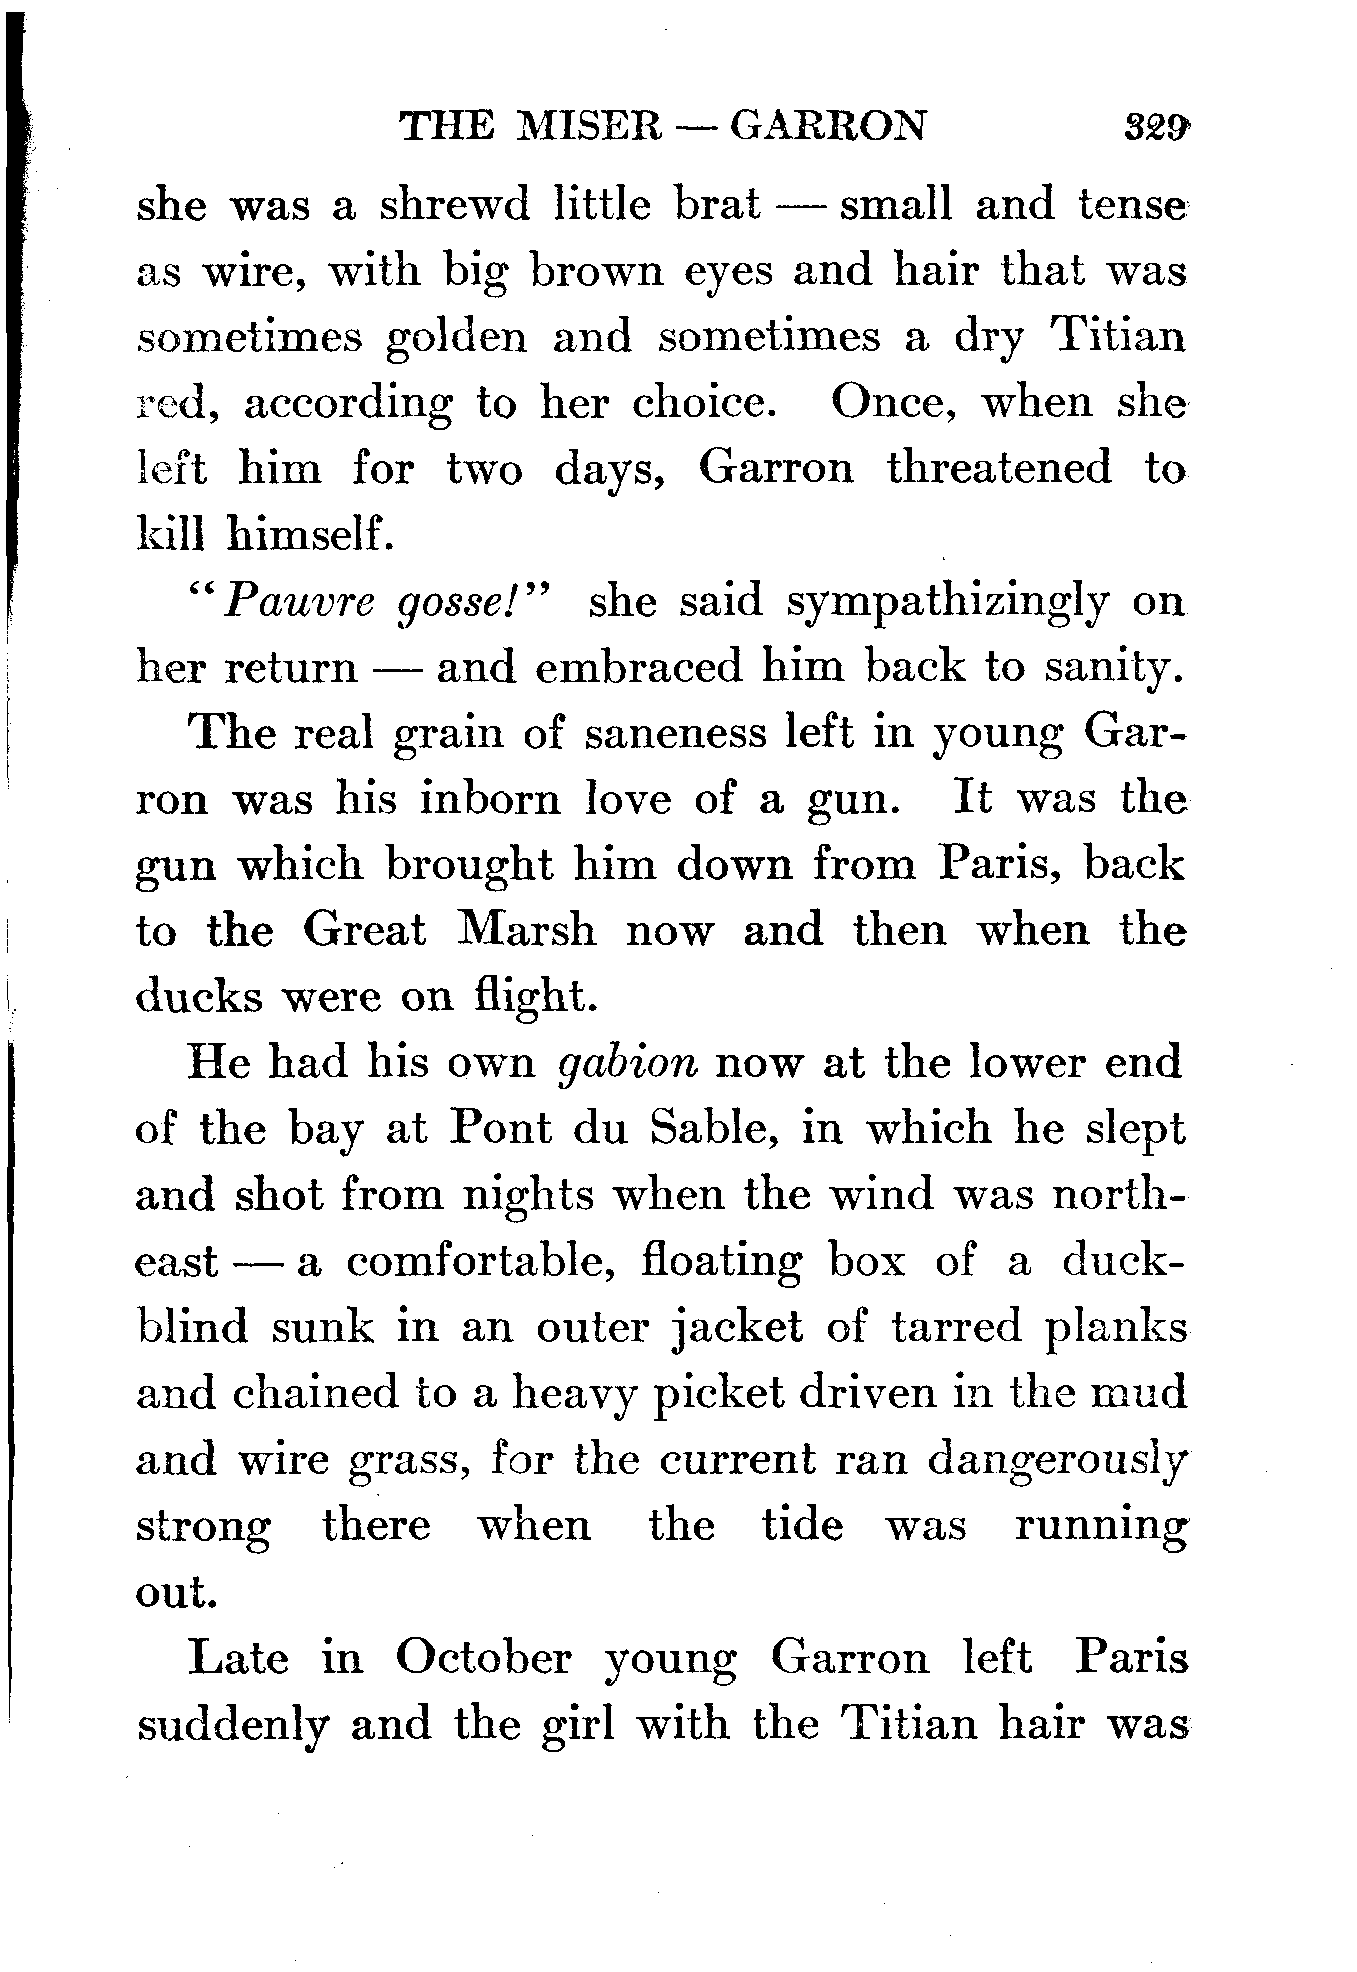 THE MISER — GARRON 329
she was a shrewd little brat — small and tense
as wire, with big brown eyes and hair that was
sometimes golden and sometimes a dry Titian
red, according to her choice. Once, when she
left him for two days, Garron threatened to
kill himself.
"Pauvre gosse!" she said sympathizingly on
her return — and embraced him back to sanity.
The real grain of saneness left in young Gar-
ron was his inborn love of a gun. It was the
gun which brought him down from Paris, back
to the Great Marsh now and then when the
ducks were on flight.
He had his own gabion now at the lower end
of the bay at Pont du Sable, in which he slept
and shot from nights when the wind was north-
east — a comfortable, floating box of a duck-
blind sunk in an outer jacket of tarred planks
and chained to a heavy picket driven in the mud
and wire grass, for the current ran dangerously
strong there when the tide was running
out.
Late in October young Garron left Paris
suddenly and the girl with the Titian hair was